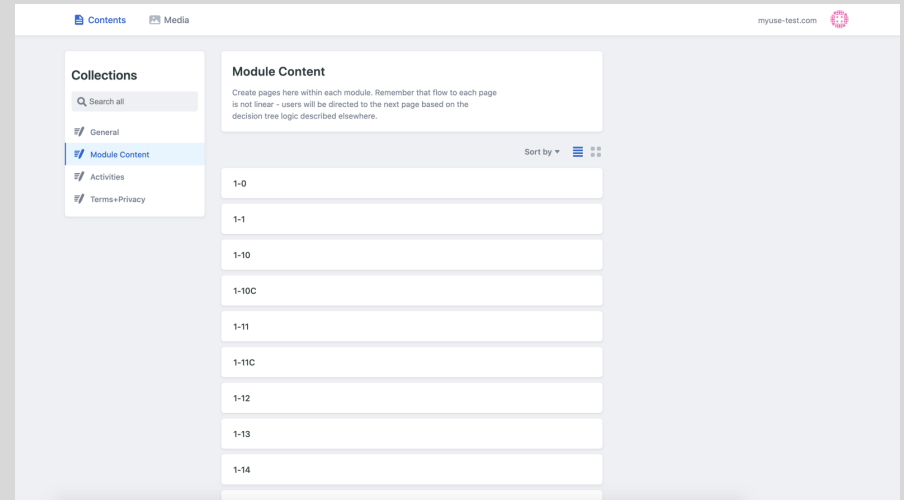 Contents
Media
myuse-test.com
Collections
Search all
General
Module Content
Activities
Terms+Privacy
Module Content
Create pages here within each module. Remember that flow to each page
is not linear - users will be directed to the next page based on the
decision tree logic described elsewhere.
Sort by
1-0
1-1
1-10
1-10C
1-11
1-11C
1-12
1-13
1-14